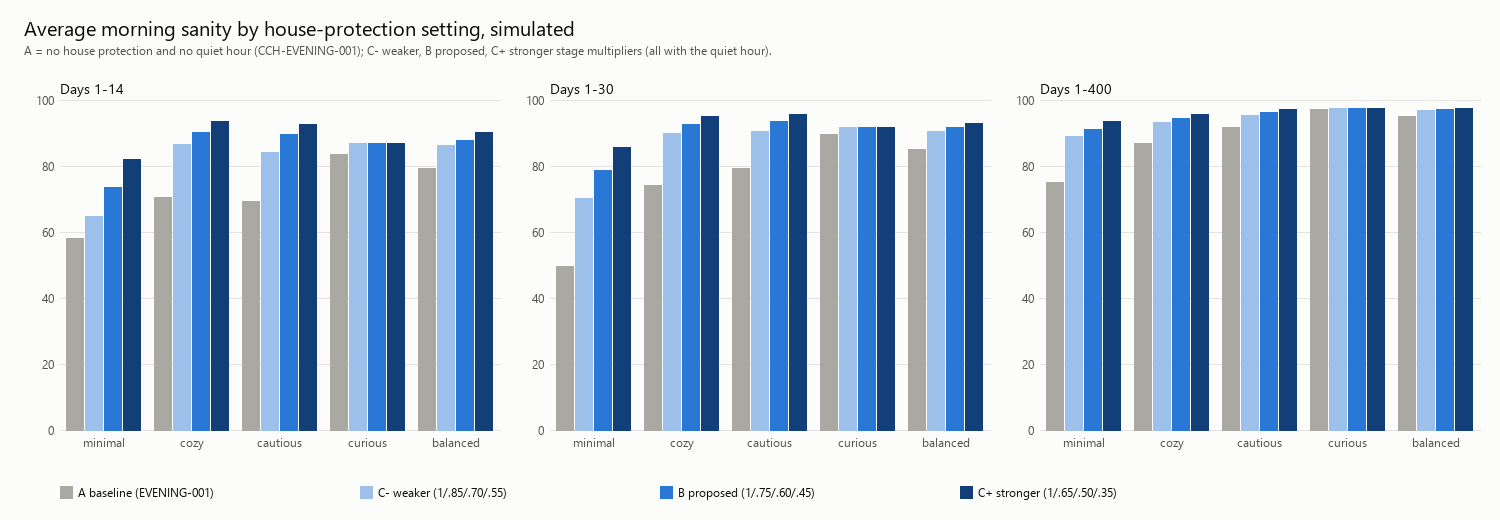 Average morning sanity by house-protection setting, simulated
A = no house protection and no quiet hour (CCH-EVENING-001); C- weaker, B proposed, C+ stronger stage multipliers (all with the quiet hour).
Days 1-14
100
80
60
40
20
0
minimal cozy cautious curious balanced
Days 1-30
100
80
60
40
20
0
minimal cozy cautious curious balanced
Days 1-400
100
80
60
40
20
0
minimal cozy cautious curious balanced
A baseline (EVENING-001) C- weaker (1/.85/.70/.55) B proposed (1/.75/.60/.45) C+ stronger (1/.65/.50/.35)